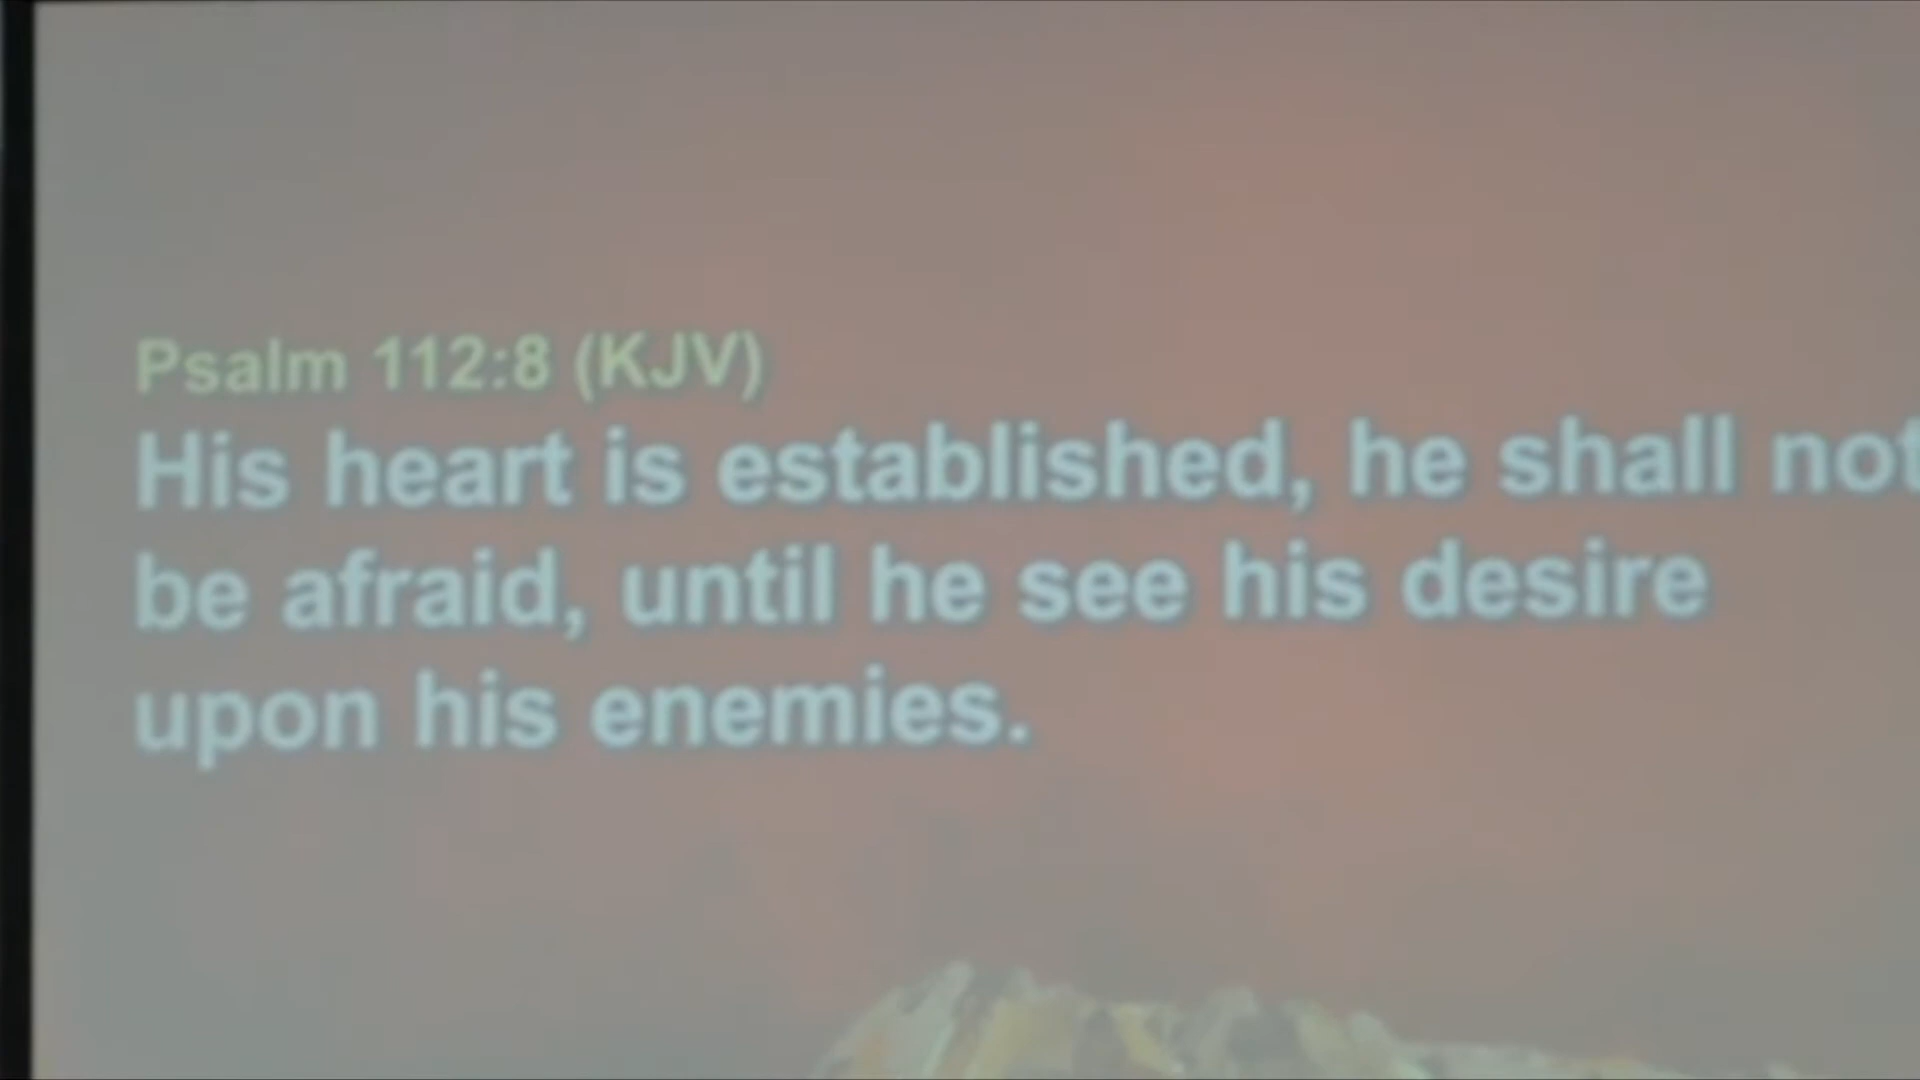 Psalm 112:8 (KJV)
His heart is established, he shall not
be afraid, until he see his desire
upon his enemies.